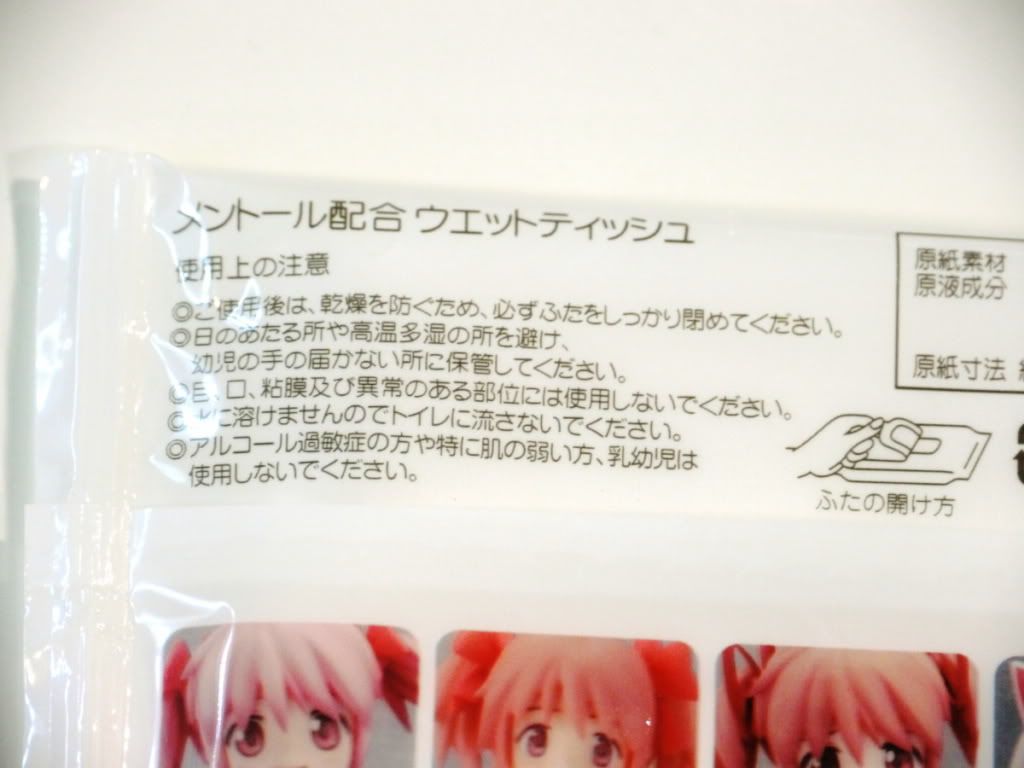 メントール配合 ウエットティッシュ
使用上の注意
◎ご使用後は、乾燥を防ぐため、必ずふたをしっかり閉めてください。
◎日のあたる所や高温多湿の所を避け、
幼児の手の届かない所に保管してください。
◎目、口、粘膜及び異常のある部位には使用しないでください。
◎水に溶けませんのでトイレに流さないでください。
◎アルコール過敏症の方や特に肌の弱い方、乳幼児は
使用しないでください。
ふたの開け方
原紙素材
原液成分
原紙寸法